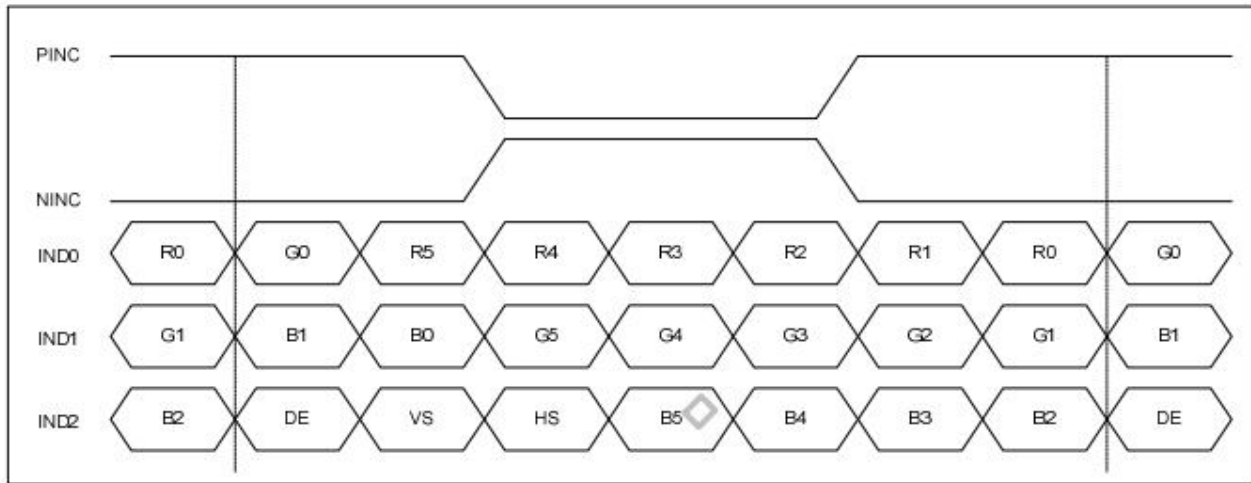 PINC
NINC
IND0 R0 G0 R5 R4 R3 R2 R1 R0 G0
IND1 G1 B1 B0 G5 G4 G3 G2 G1 B1
IND2 B2 DE VS HS B5 B4 B3 B2 DE